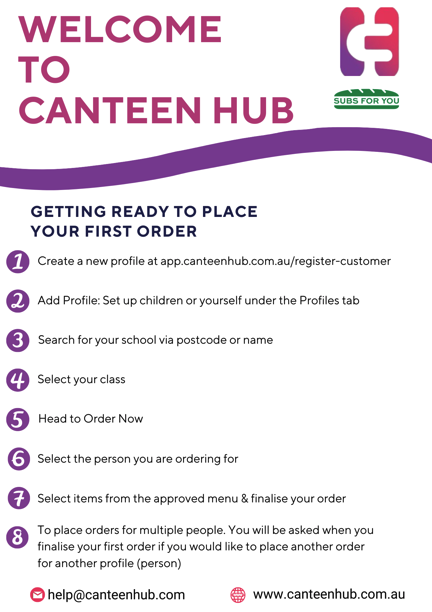 WELCOME
TO
CANTEEN HUB
SUBS FOR YOU
GETTING READY TO PLACE
YOUR FIRST ORDER
1 Create a new profile at app.canteenhub.com.au/register-customer
2 Add Profile: Set up children or yourself under the Profiles tab
3 Search for your school via postcode or name
4 Select your class
5 Head to Order Now
6 Select the person you are ordering for
7 Select items from the approved menu & finalise your order
8 To place orders for multiple people. You will be asked when you
finalise your first order if you would like to place another order
for another profile (person)
help@canteenhub.com www.canteenhub.com.au